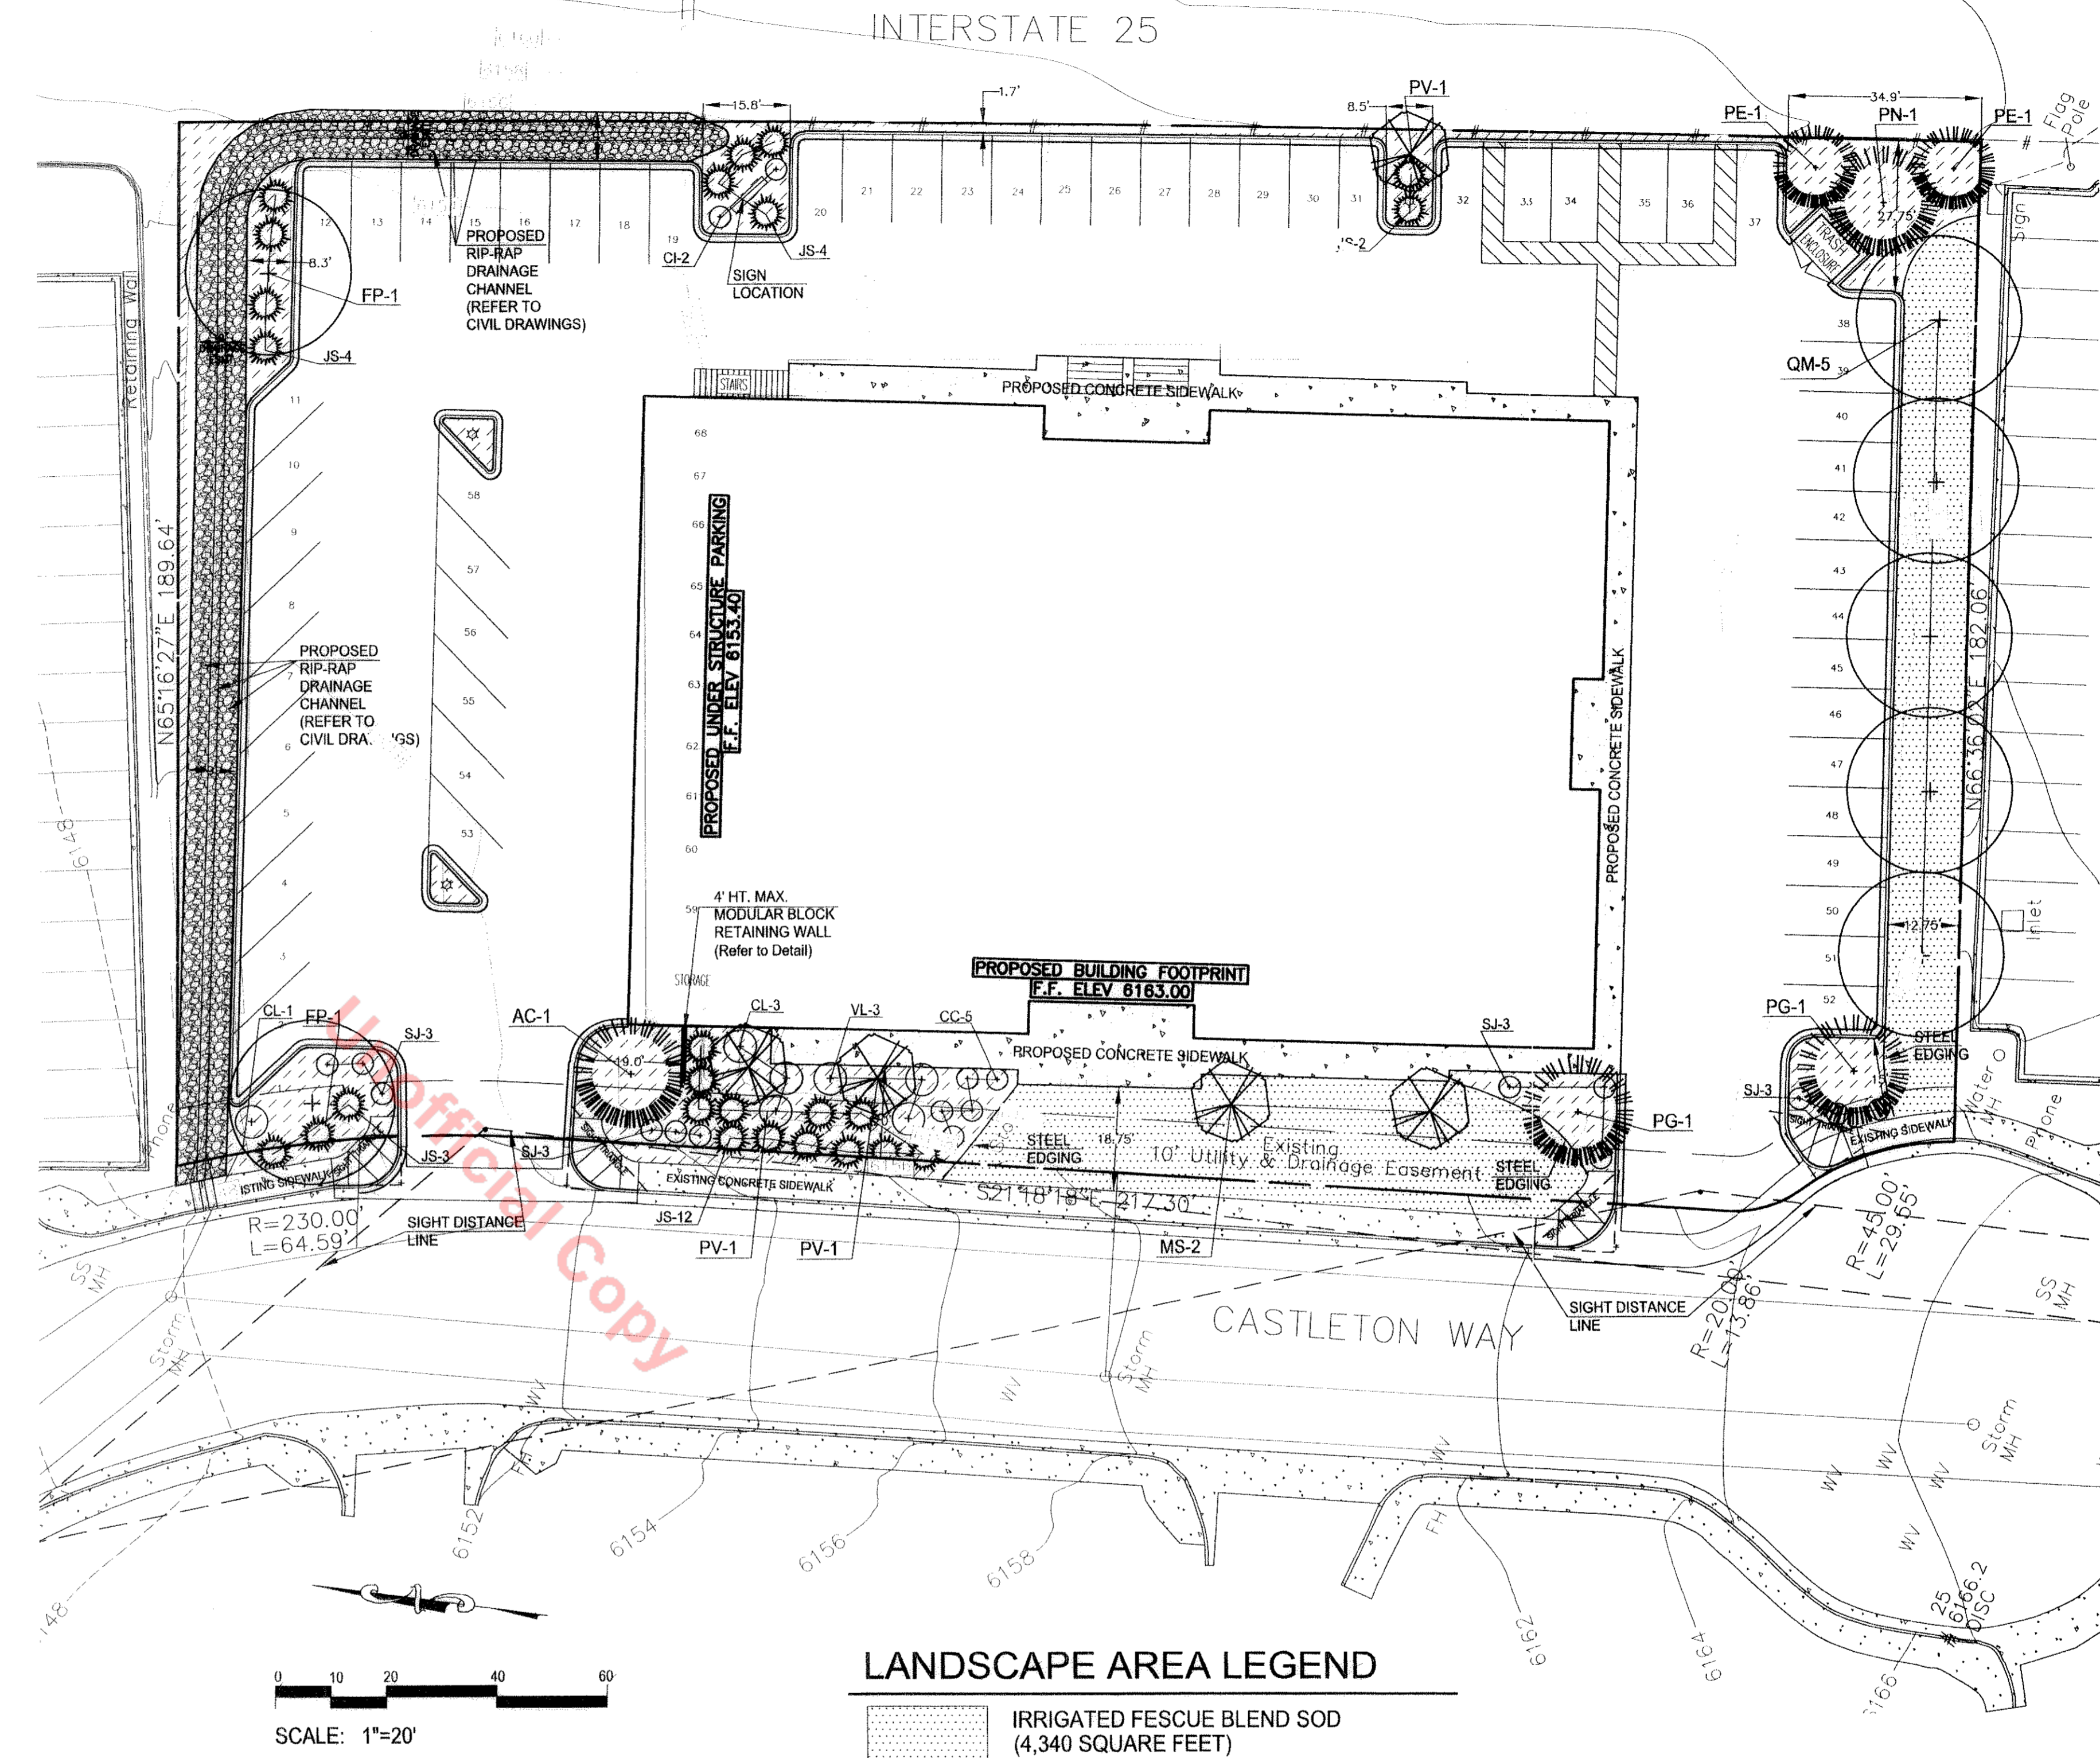 INTERSTATE 25
15.8'
1.7'
8.5'
PV-1
34.9'
PE-1
PN-1
PE-1
Flag
Pole
Sign
27.75'
TRASH
ENCLOSURE
12
13
14
15
16
17
18
19
20
21
22
23
24
25
26
27
28
29
30
31
32
33
34
35
36
37
8.3'
FP-1
JS-4
PROPOSED
RIP-RAP
DRAINAGE
CHANNEL
(REFER TO
CIVIL DRAWINGS)
CI-2
JS-4
SIGN
LOCATION
Retaining Wall
STAIRS
PROPOSED CONCRETE SIDEWALK
QM-5
38
39
40
41
42
43
44
45
46
47
48
49
50
51
52
11
10
9
8
7
6
5
4
3
58
57
56
55
54
53
68
67
66
65
64
63
62
61
60
59
N65°16'27"E 189.64'
PROPOSED UNDER STRUCTURE PARKING
F.F. ELEV 6153.40
PROPOSED
RIP-RAP
DRAINAGE
CHANNEL
(REFER TO
PROPOSED CONCRETE SIDEWALK
N66°36'02"E 182.06'
6148
4' HT. MAX.
MODULAR BLOCK
RETAINING WALL
(Refer to Detail)
STORAGE
PROPOSED BUILDING FOOTPRINT
F.F. ELEV 6163.00
12.75'
Inlet
CL-1
FP-1
SJ-3
AC-1
19.0'
CL-3
VL-3
CC-5
PROPOSED CONCRETE SIDEWALK
SJ-3
PG-1
STEEL
EDGING
SJ-3
PG-1
Water
MH
Phone
EXISTING SIDEWALK
JS-3
SJ-3
STEEL
EDGING
18.75'
Existing
10' Utility & Drainage Easement
STEEL
EDGING
EXISTING CONCRETE SIDEWALK
S21°18'18"E 217.30'
R=230.00'
L=64.59'
SIGHT DISTANCE
LINE
JS-12
PV-1
PV-1
MS-2
SIGHT DISTANCE
LINE
R=45.00'
L=29.55'
R=20.00'
L=13.86'
SS
MH
SS
MH
CASTLETON WAY
Storm
MH
Storm
MH
Storm
MH
WV
WV
WV
WV
WV
WV
WV
FH
FH
6152
6154
6156
6158
6162
6164
25
6166.2
DISC
Unofficial Copy
0 10 20 40 60
SCALE: 1"=20'
LANDSCAPE AREA LEGEND
IRRIGATED FESCUE BLEND SOD
(4,340 SQUARE FEET)